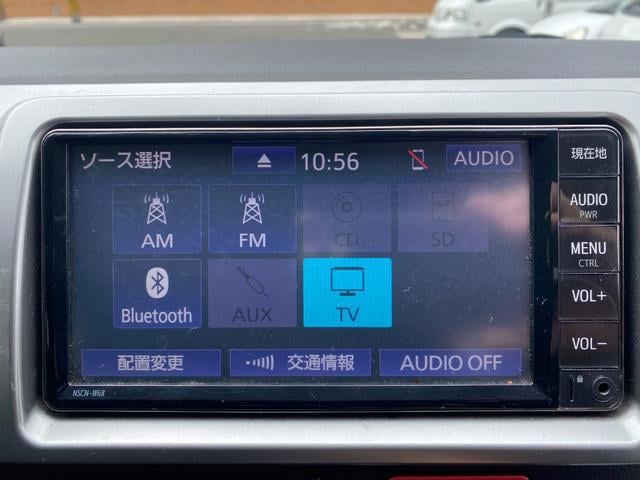 ソース選択 10:56 AUDIO
AM FM CD SD
Bluetooth AUX TV
配置変更 交通情報 AUDIO OFF
NSCN-W68
現在地
AUDIO
PWR
MENU
CTRL
VOL+
VOL-